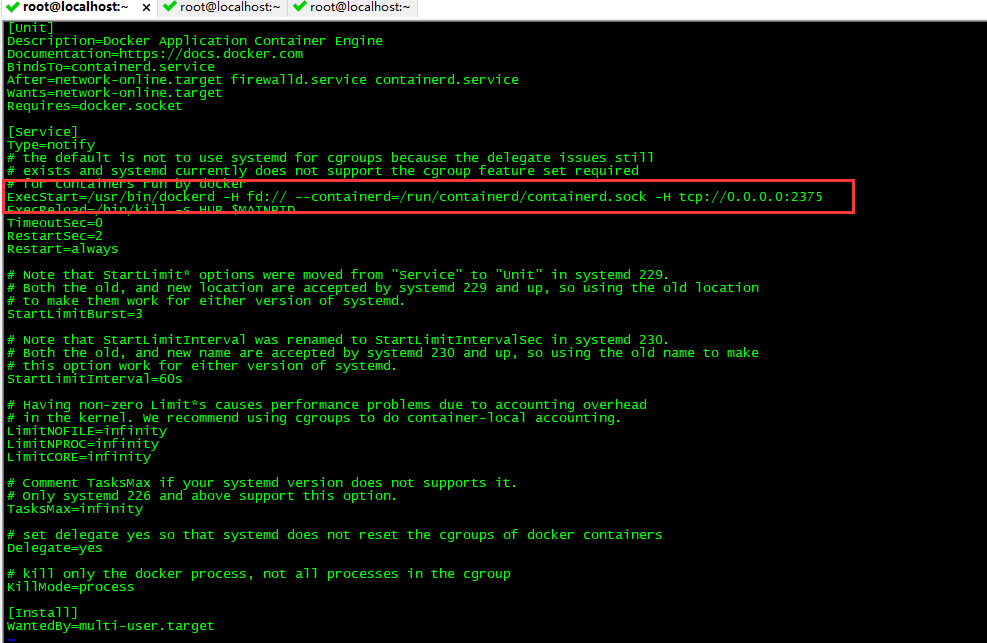 root@localhost:~ × root@localhost:~ root@localhost:~
[Unit]
Description=Docker Application Container Engine
Documentation=https://docs.docker.com
BindsTo=containerd.service
After=network-online.target firewalld.service containerd.service
Wants=network-online.target
Requires=docker.socket
[Service]
Type=notify
# the default is not to use systemd for cgroups because the delegate issues still
# exists and systemd currently does not support the cgroup feature set required
# for containers run by docker
ExecStart=/usr/bin/dockerd -H fd:// --containerd=/run/containerd/containerd.sock -H tcp://0.0.0.0:2375
ExecReload=/bin/kill -s HUP $MAINPID
TimeoutSec=0
RestartSec=2
Restart=always
# Note that StartLimit* options were moved from "Service" to "Unit" in systemd 229.
# Both the old, and new location are accepted by systemd 229 and up, so using the old location
# to make them work for either version of systemd.
StartLimitBurst=3
# Note that StartLimitInterval was renamed to StartLimitIntervalSec in systemd 230.
# Both the old, and new name are accepted by systemd 230 and up, so using the old name to make
# this option work for either version of systemd.
StartLimitInterval=60s
# Having non-zero Limit*s causes performance problems due to accounting overhead
# in the kernel. We recommend using cgroups to do container-local accounting.
LimitNOFILE=infinity
LimitNPROC=infinity
LimitCORE=infinity
# Comment TasksMax if your systemd version does not supports it.
# Only systemd 226 and above support this option.
TasksMax=infinity
# set delegate yes so that systemd does not reset the cgroups of docker containers
Delegate=yes
# kill only the docker process, not all processes in the cgroup
KillMode=process
[Install]
WantedBy=multi-user.target
~